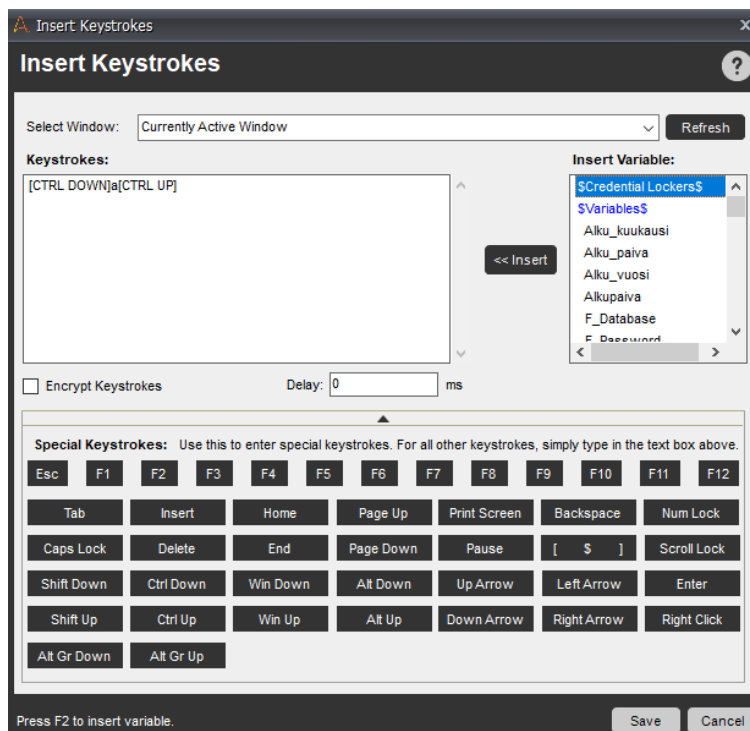 Insert Keystrokes
Insert Keystrokes
?
Select Window: Currently Active Window Refresh
Keystrokes: Insert Variable:
[CTRL DOWN]a[CTRL UP]
$Credential Lockers$
$Variables$
Alku_kuukausi
Alku_paiva
Alku_vuosi
Alkupaiva
F_Database
F_Password
<< Insert
Encrypt Keystrokes Delay: 0 ms
Special Keystrokes: Use this to enter special keystrokes. For all other keystrokes, simply type in the text box above.
Esc F1 F2 F3 F4 F5 F6 F7 F8 F9 F10 F11 F12
Tab Insert Home Page Up Print Screen Backspace Num Lock
Caps Lock Delete End Page Down Pause [ $ ] Scroll Lock
Shift Down Ctrl Down Win Down Alt Down Up Arrow Left Arrow Enter
Shift Up Ctrl Up Win Up Alt Up Down Arrow Right Arrow Right Click
Alt Gr Down Alt Gr Up
Press F2 to insert variable. Save Cancel